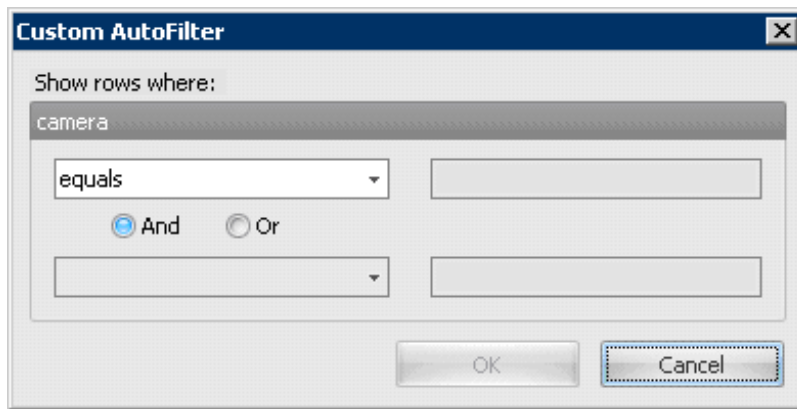 Custom AutoFilter
Show rows where:
camera
equals
And Or
OK Cancel